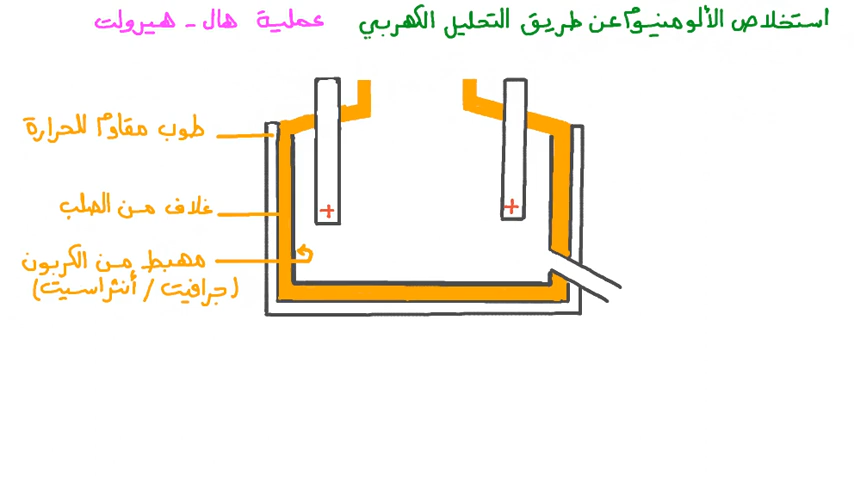 استخلاص الألومنيوم عن طريق التحليل الكهربي عملية هال - هيرولت
طوب مقاوم للحرارة
غلاف من الصلب
مهبط من الكربون
(جرافيت / أنثراسيت)
+ +